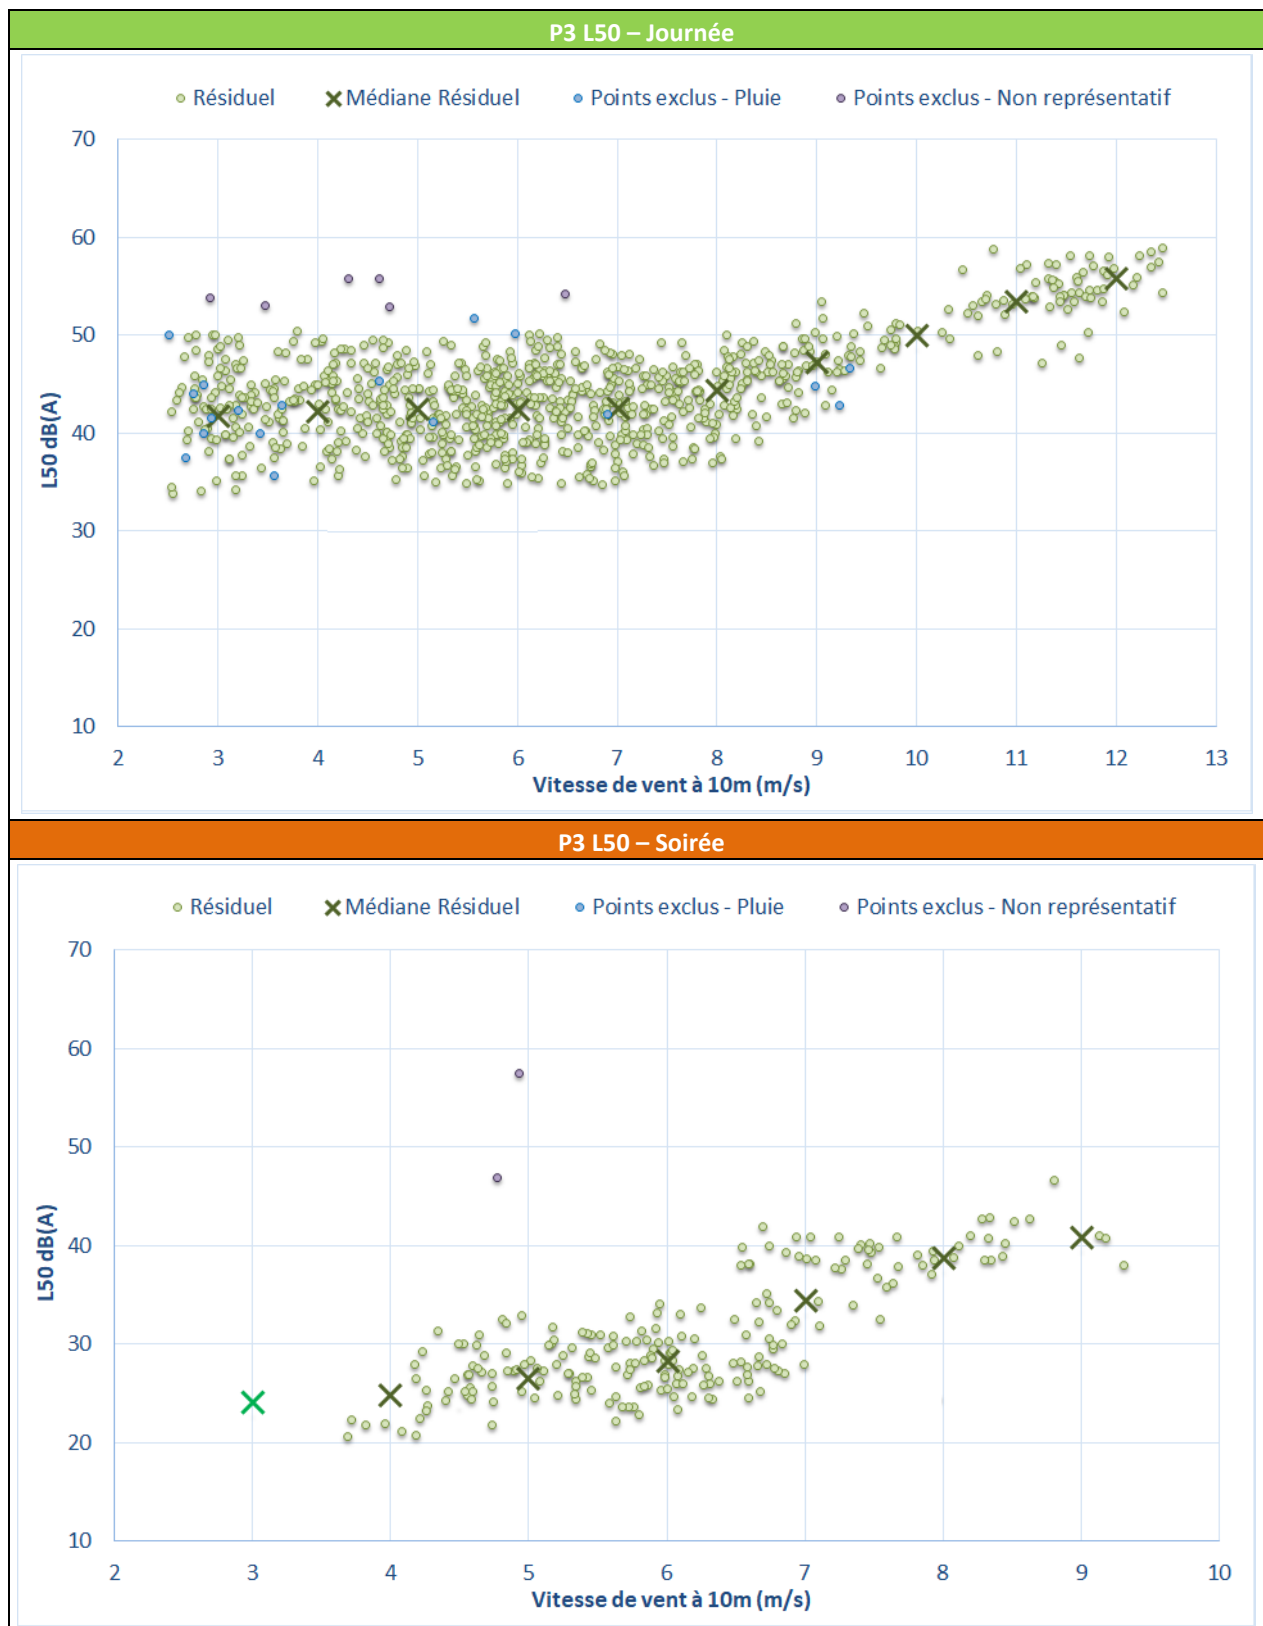 P3 L50 – Journée
Résiduel Médiane Résiduel Points exclus - Pluie Points exclus - Non représentatif
70
60
50
40
30
20
10
L50 dB(A)
2 3 4 5 6 7 8 9 10 11 12 13
Vitesse de vent à 10m (m/s)
P3 L50 – Soirée
Résiduel Médiane Résiduel Points exclus - Pluie Points exclus - Non représentatif
70
60
50
40
30
20
10
L50 dB(A)
2 3 4 5 6 7 8 9 10
Vitesse de vent à 10m (m/s)